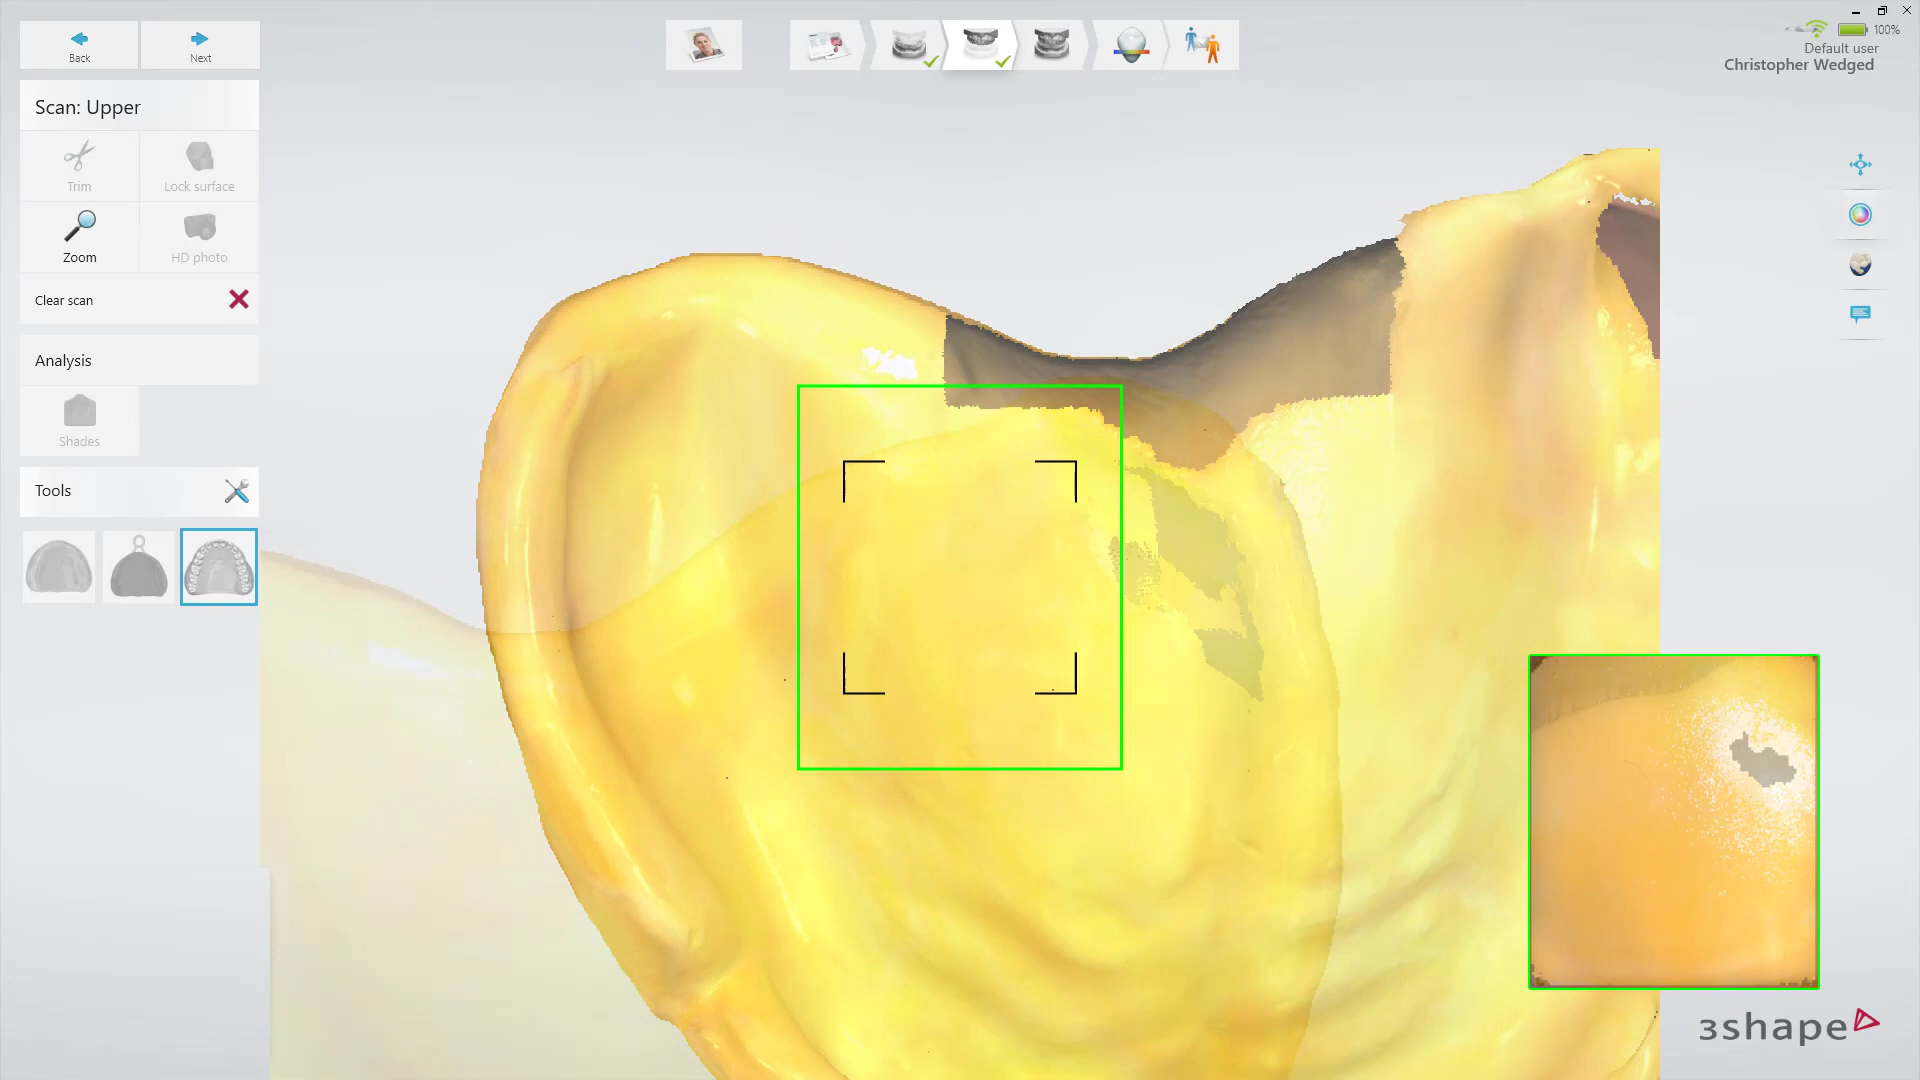 Back
Next
100%
Default user
Christopher Wedged
Scan: Upper
Trim
Lock surface
Zoom
HD photo
Clear scan
Analysis
Shades
Tools
3shape